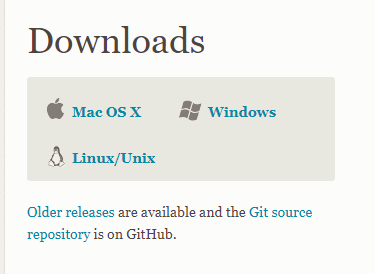 Downloads
Mac OS X
Windows
Linux/Unix
Older releases are available and the Git source
repository is on GitHub.